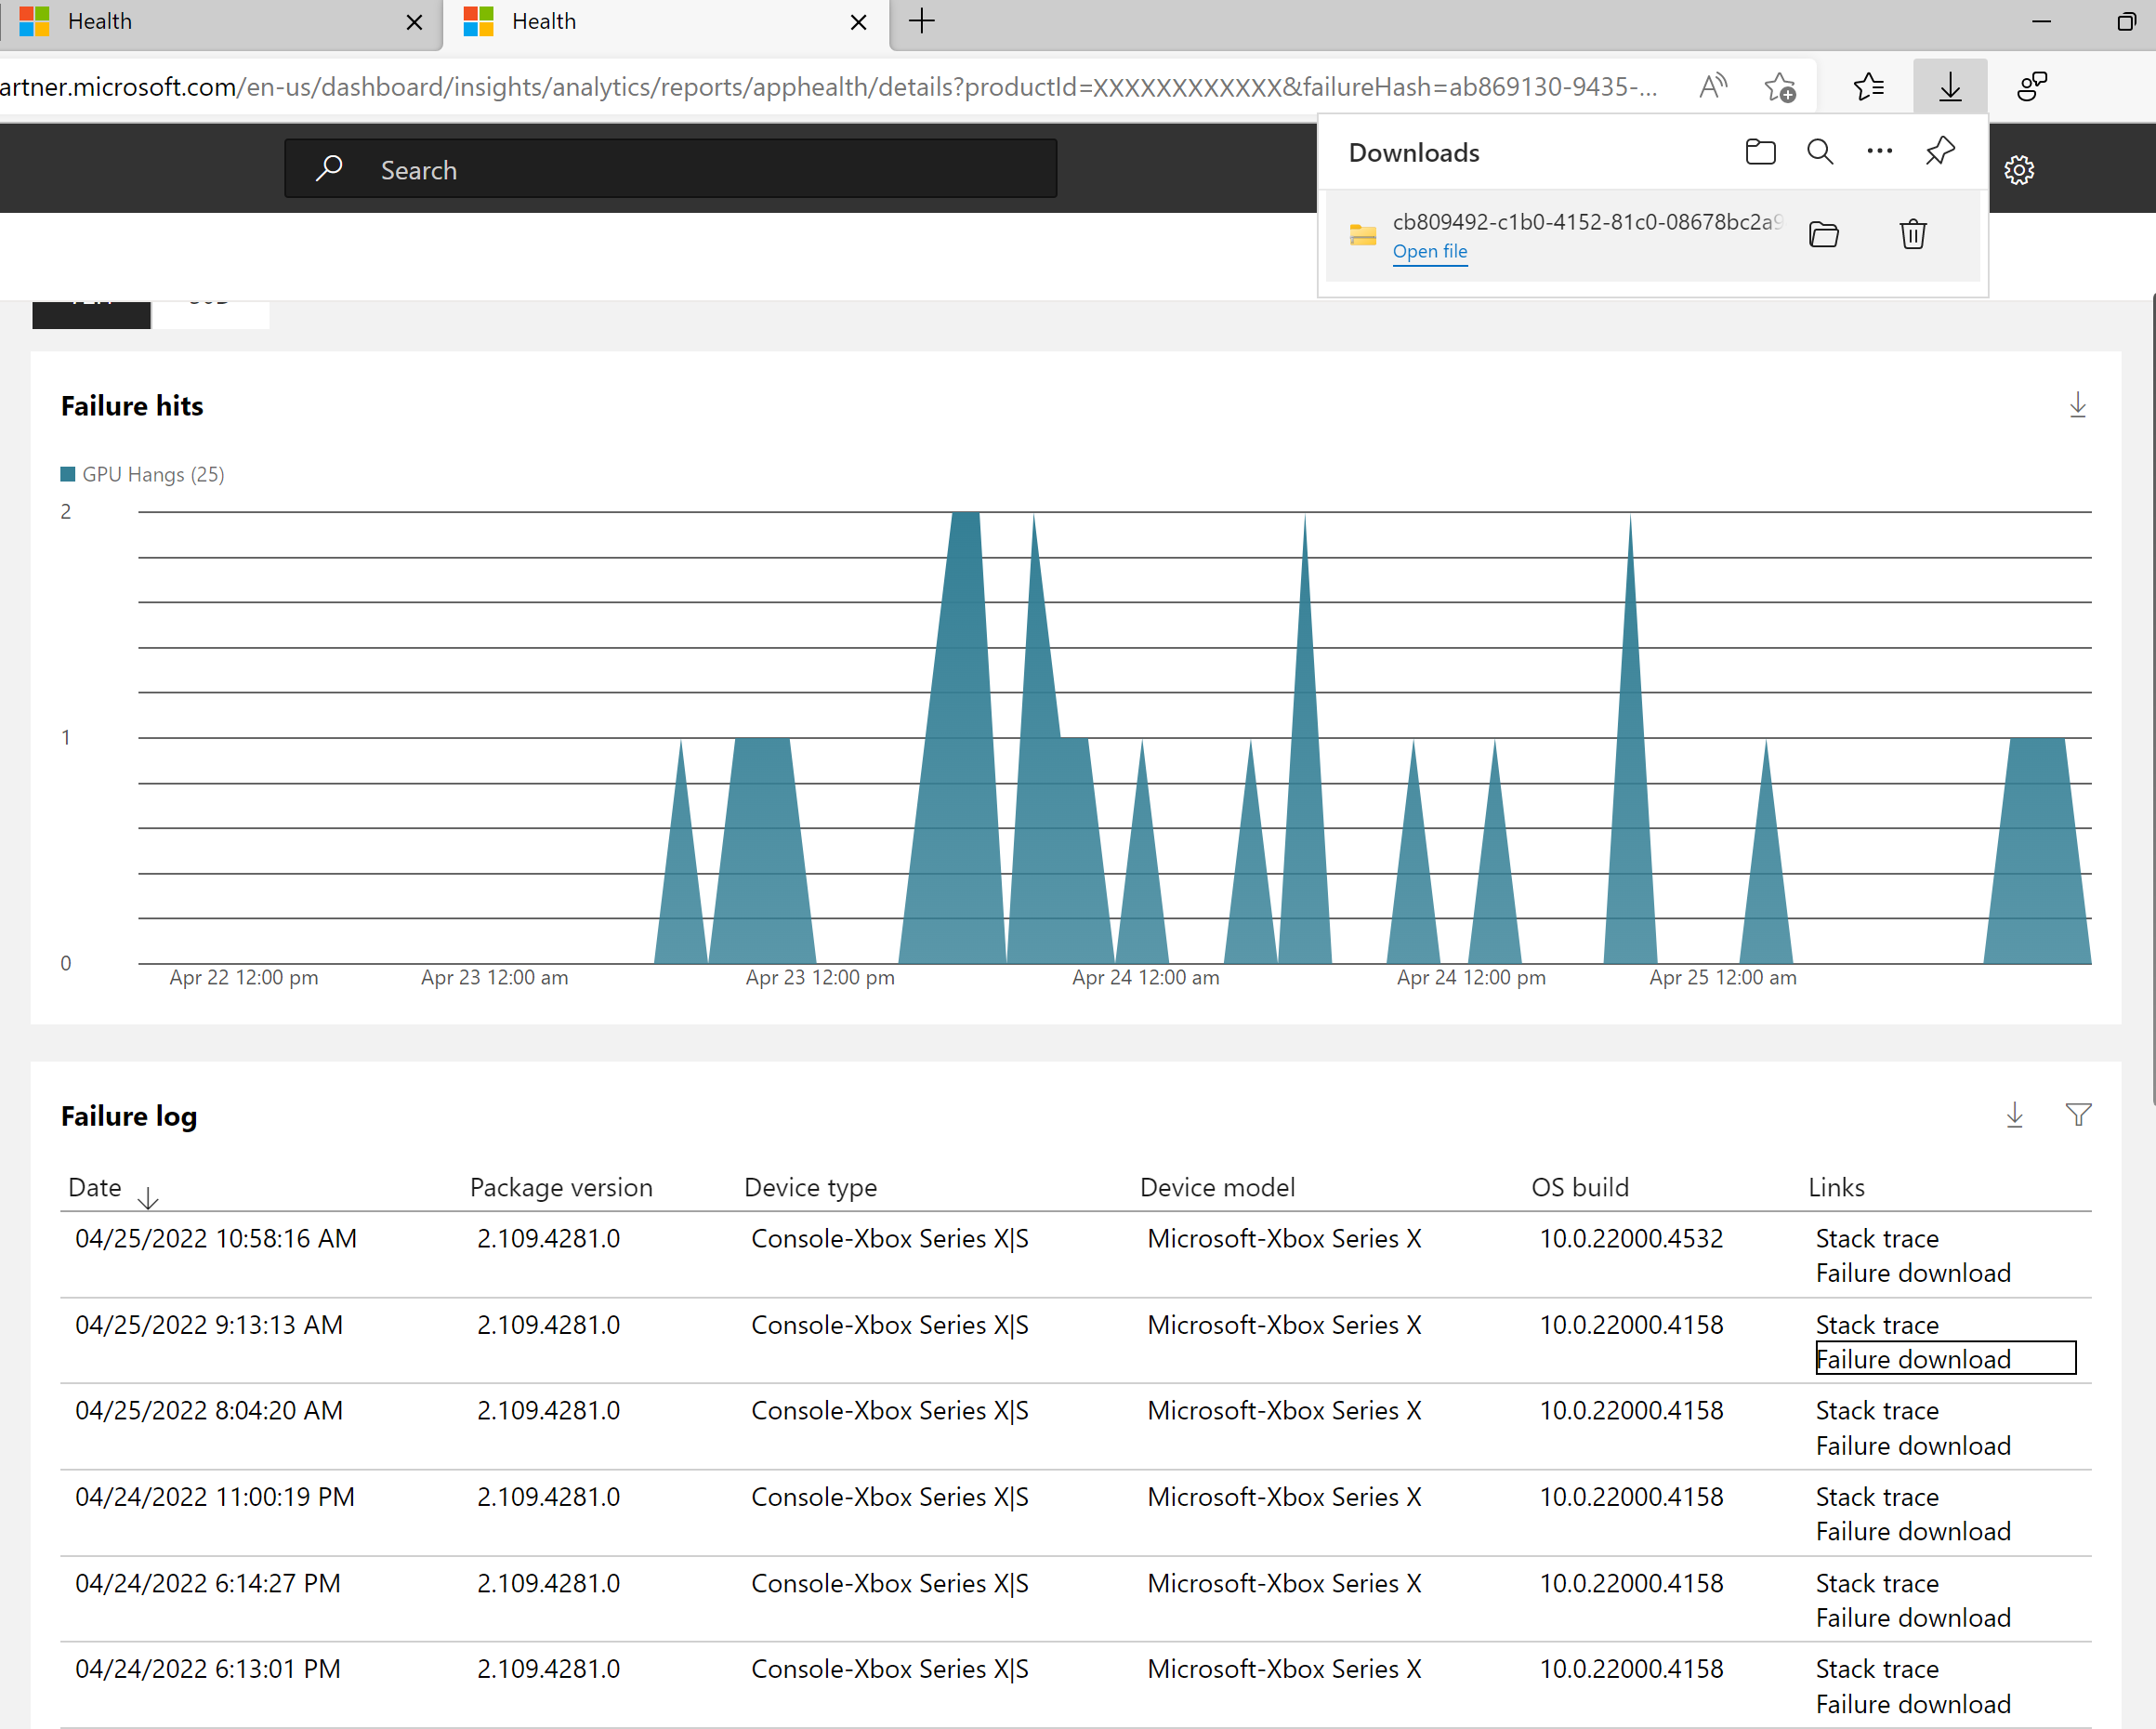 Health
Health
artner.microsoft.com/en-us/dashboard/insights/analytics/reports/apphealth/details?productId=XXXXXXXXXXXX&failureHash=ab869130-9435-...
Search
Downloads
cb809492-c1b0-4152-81c0-08678bc2a9
Open file
Failure hits
GPU Hangs (25)
2
1
0
Apr 22 12:00 pm Apr 23 12:00 am Apr 23 12:00 pm Apr 24 12:00 am Apr 24 12:00 pm Apr 25 12:00 am
Failure log
Date Package version Device type Device model OS build Links
04/25/2022 10:58:16 AM 2.109.4281.0 Console-Xbox Series X|S Microsoft-Xbox Series X 10.0.22000.4532 Stack trace
Failure download
04/25/2022 9:13:13 AM 2.109.4281.0 Console-Xbox Series X|S Microsoft-Xbox Series X 10.0.22000.4158 Stack trace
Failure download
04/25/2022 8:04:20 AM 2.109.4281.0 Console-Xbox Series X|S Microsoft-Xbox Series X 10.0.22000.4158 Stack trace
Failure download
04/24/2022 11:00:19 PM 2.109.4281.0 Console-Xbox Series X|S Microsoft-Xbox Series X 10.0.22000.4158 Stack trace
Failure download
04/24/2022 6:14:27 PM 2.109.4281.0 Console-Xbox Series X|S Microsoft-Xbox Series X 10.0.22000.4158 Stack trace
Failure download
04/24/2022 6:13:01 PM 2.109.4281.0 Console-Xbox Series X|S Microsoft-Xbox Series X 10.0.22000.4158 Stack trace
Failure download